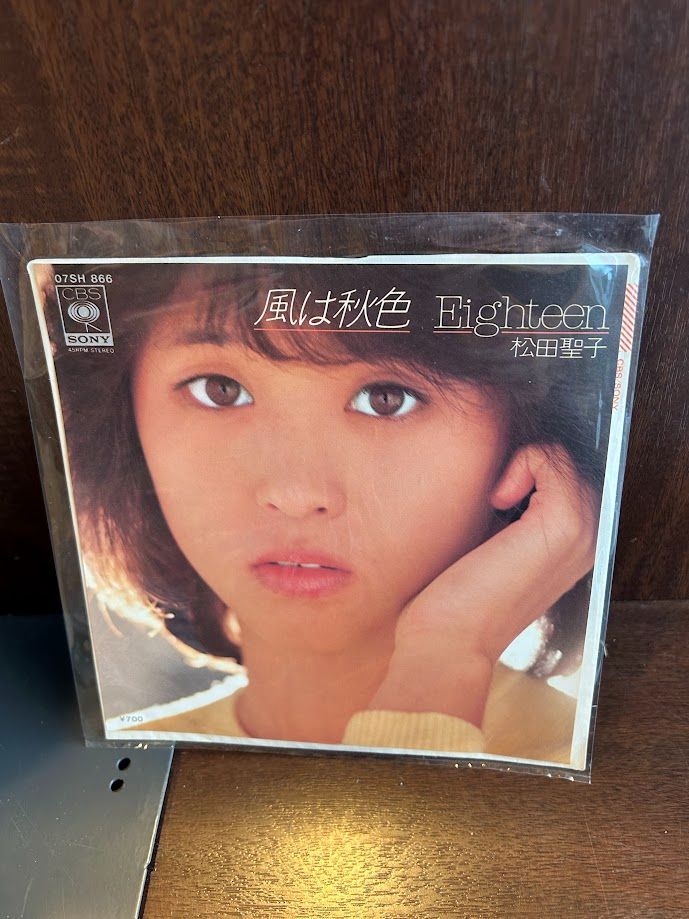 07SH 866
CBS
SONY
45RPM STEREO
風は秋色 Eighteen
松田聖子
CBS/SONY
¥700